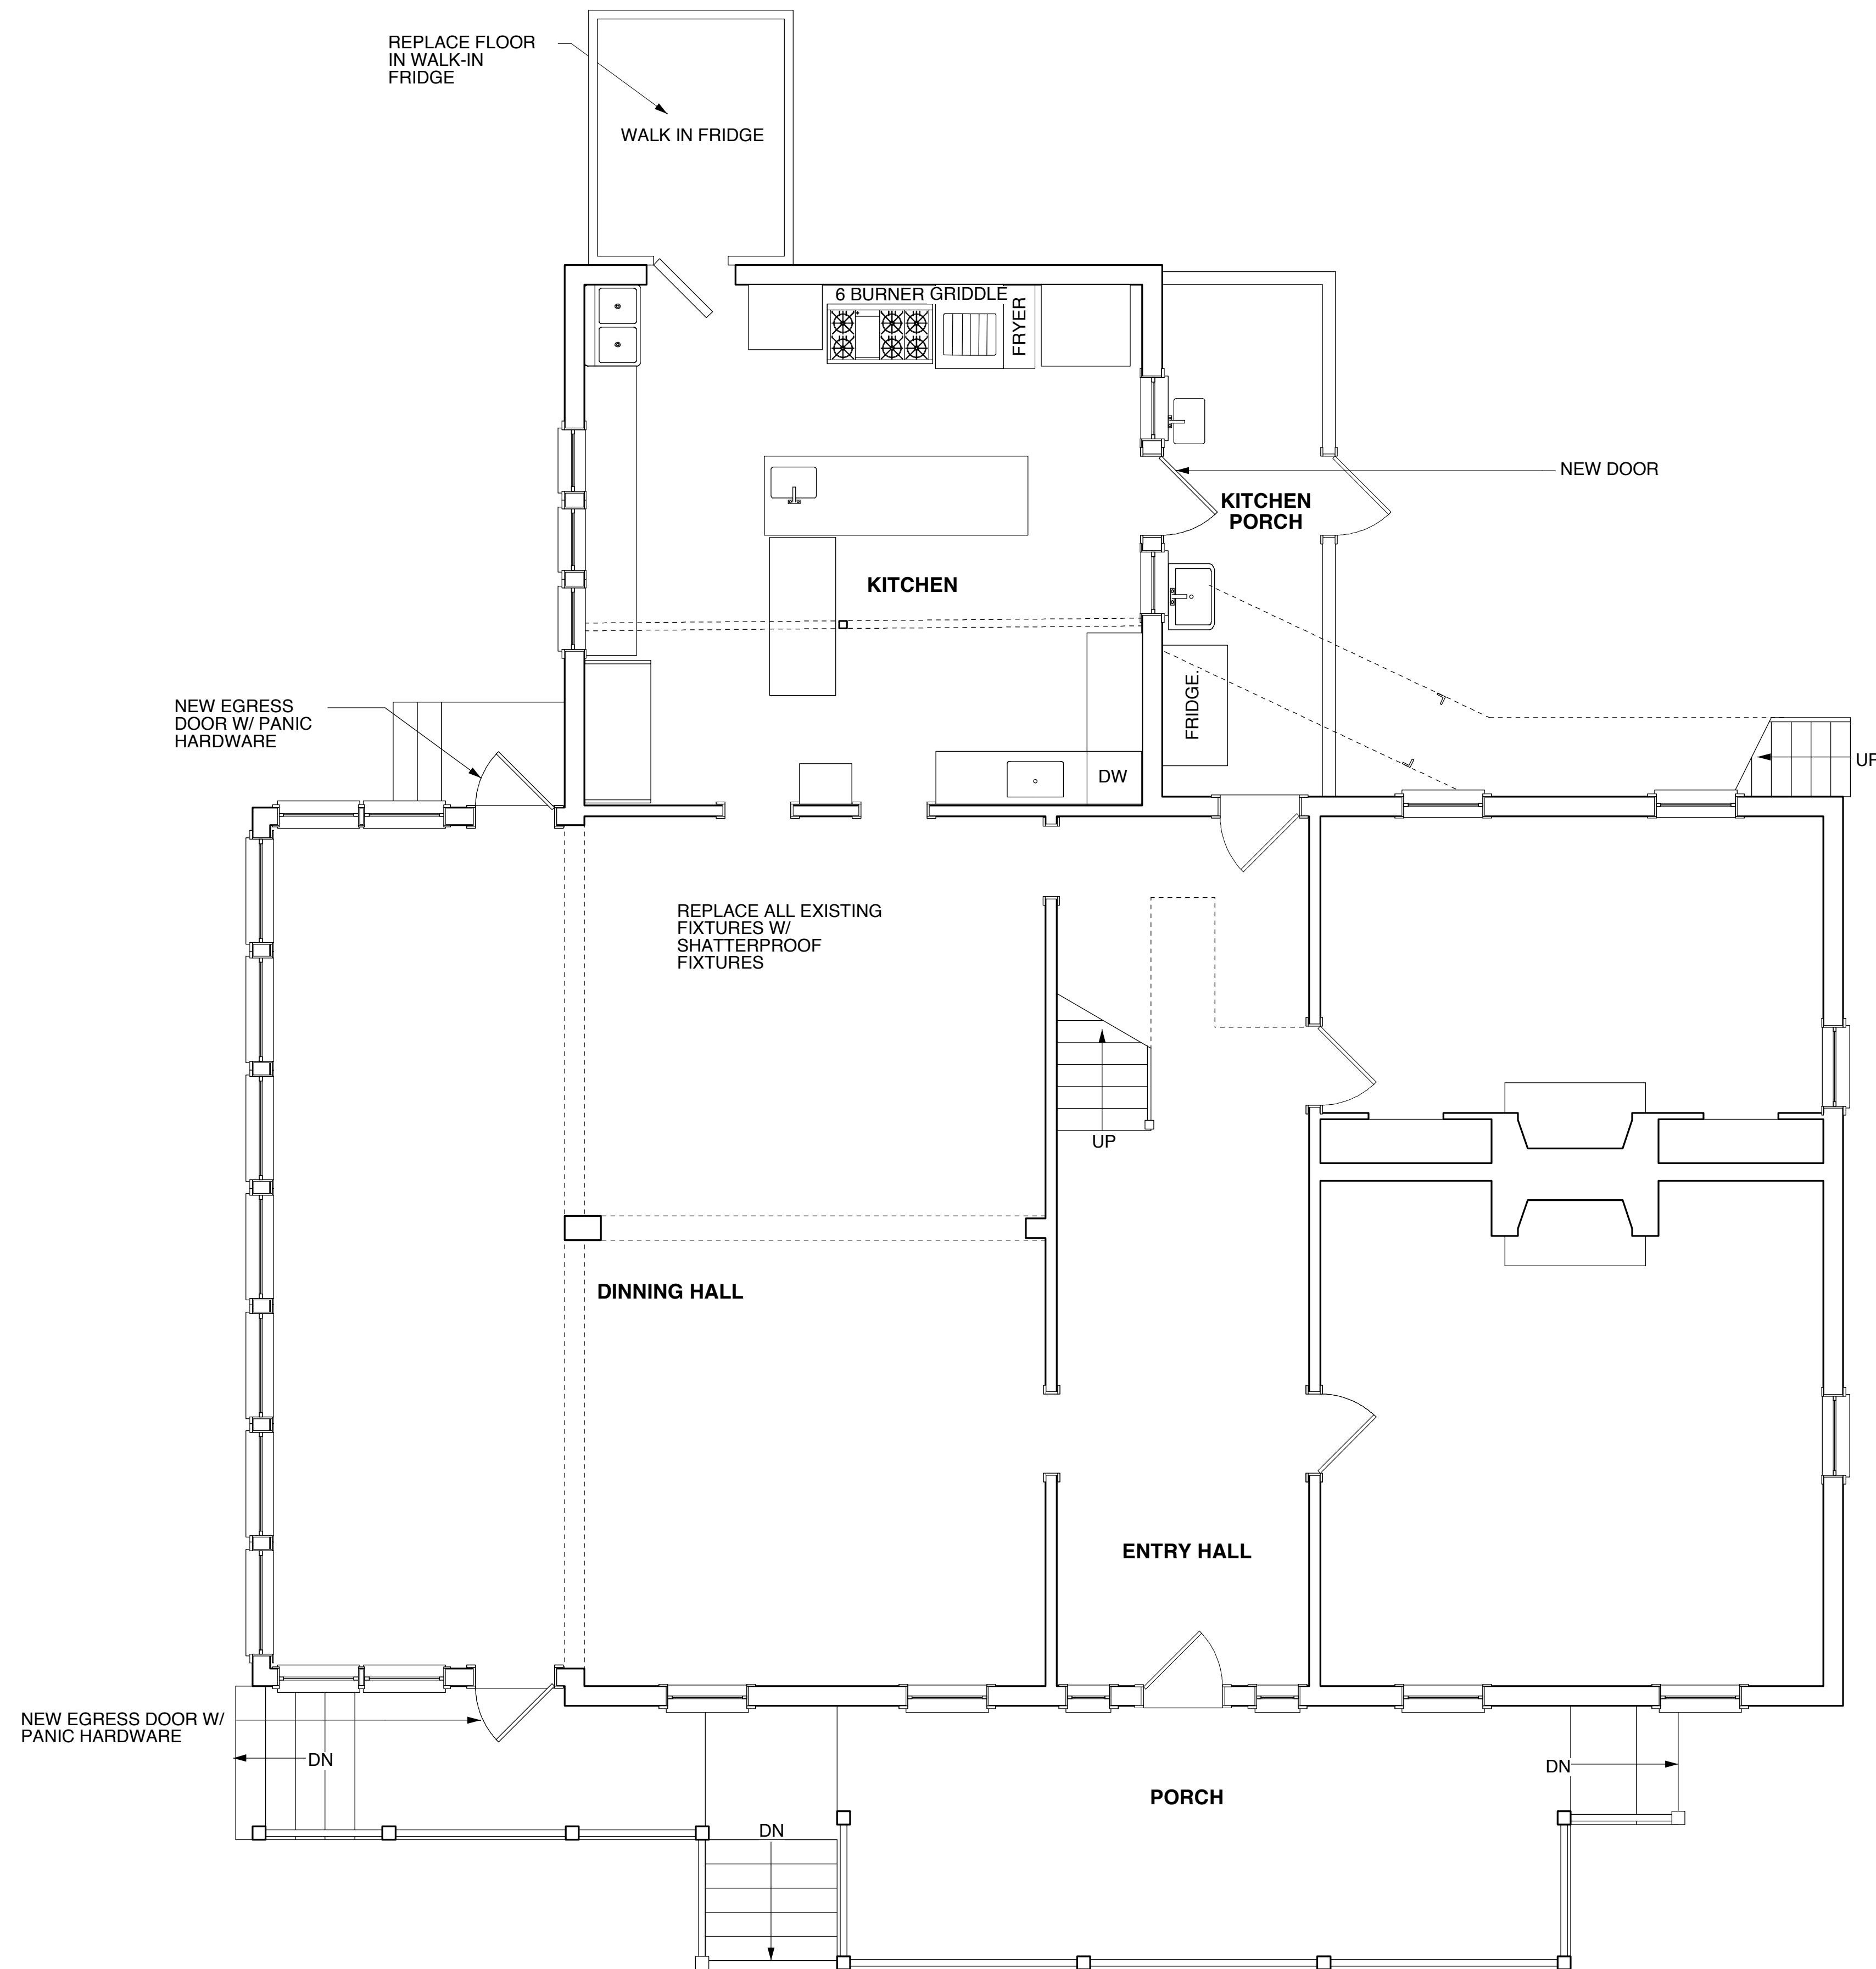 REPLACE FLOOR
IN WALK-IN
FRIDGE
WALK IN FRIDGE
6 BURNER
GRIDDLE
FRYER
NEW DOOR
KITCHEN
PORCH
KITCHEN
FRIDGE.
NEW EGRESS
DOOR W/ PANIC
HARDWARE
UP
DW
REPLACE ALL EXISTING
FIXTURES W/
SHATTERPROOF
FIXTURES
UP
DINNING HALL
ENTRY HALL
NEW EGRESS DOOR W/
PANIC HARDWARE
DN
DN
PORCH
DN